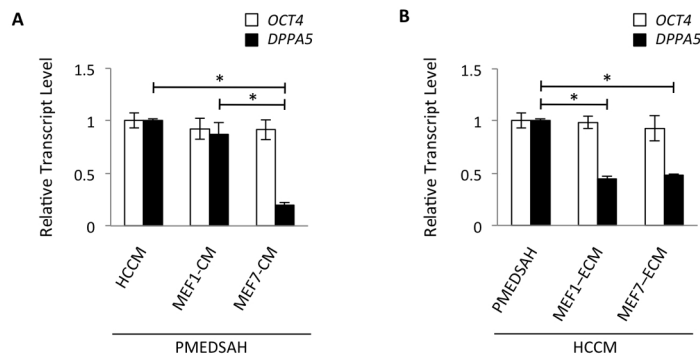 A
OCT4
DPPA5
*
*
Relative Transcript Level
1.5
1
0.5
0
HCCM
MEF1-CM
MEF7-CM
PMEDSAH
B
OCT4
DPPA5
*
*
Relative Transcript Level
1.5
1
0.5
0
PMEDSAH
MEF1–ECM
MEF7–ECM
HCCM